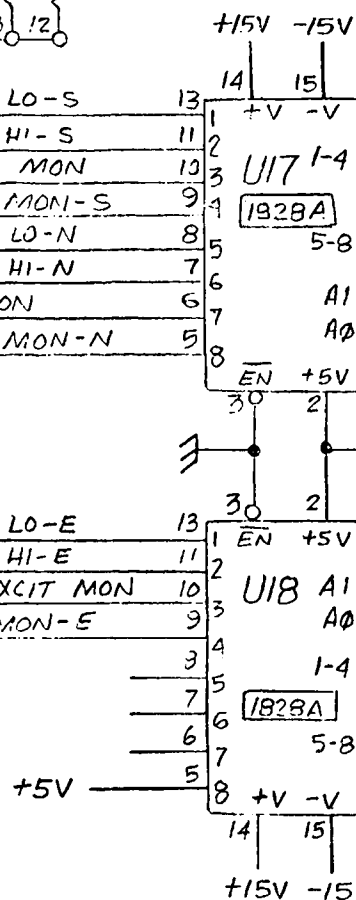 12
+15V -15V
14 15
LO-S 13 1 +V -V
HI-S 11 2
MON 10 3 U17 1-4
MON-S 9 4 1828A
LO-N 8 5 5-8
HI-N 7 6
ON 6 7 A1
MON-N 5 8 AØ
EN +5V
3 2
3 2
LO-E 13 1 EN +5V
HI-E 11 2
XCIT MON 10 3 U18 A1
MON-E 9 4 AØ
8 5 1-4
7 6 1828A
6 7 5-8
+5V 5 8 +V -V
14 15
+15V -15